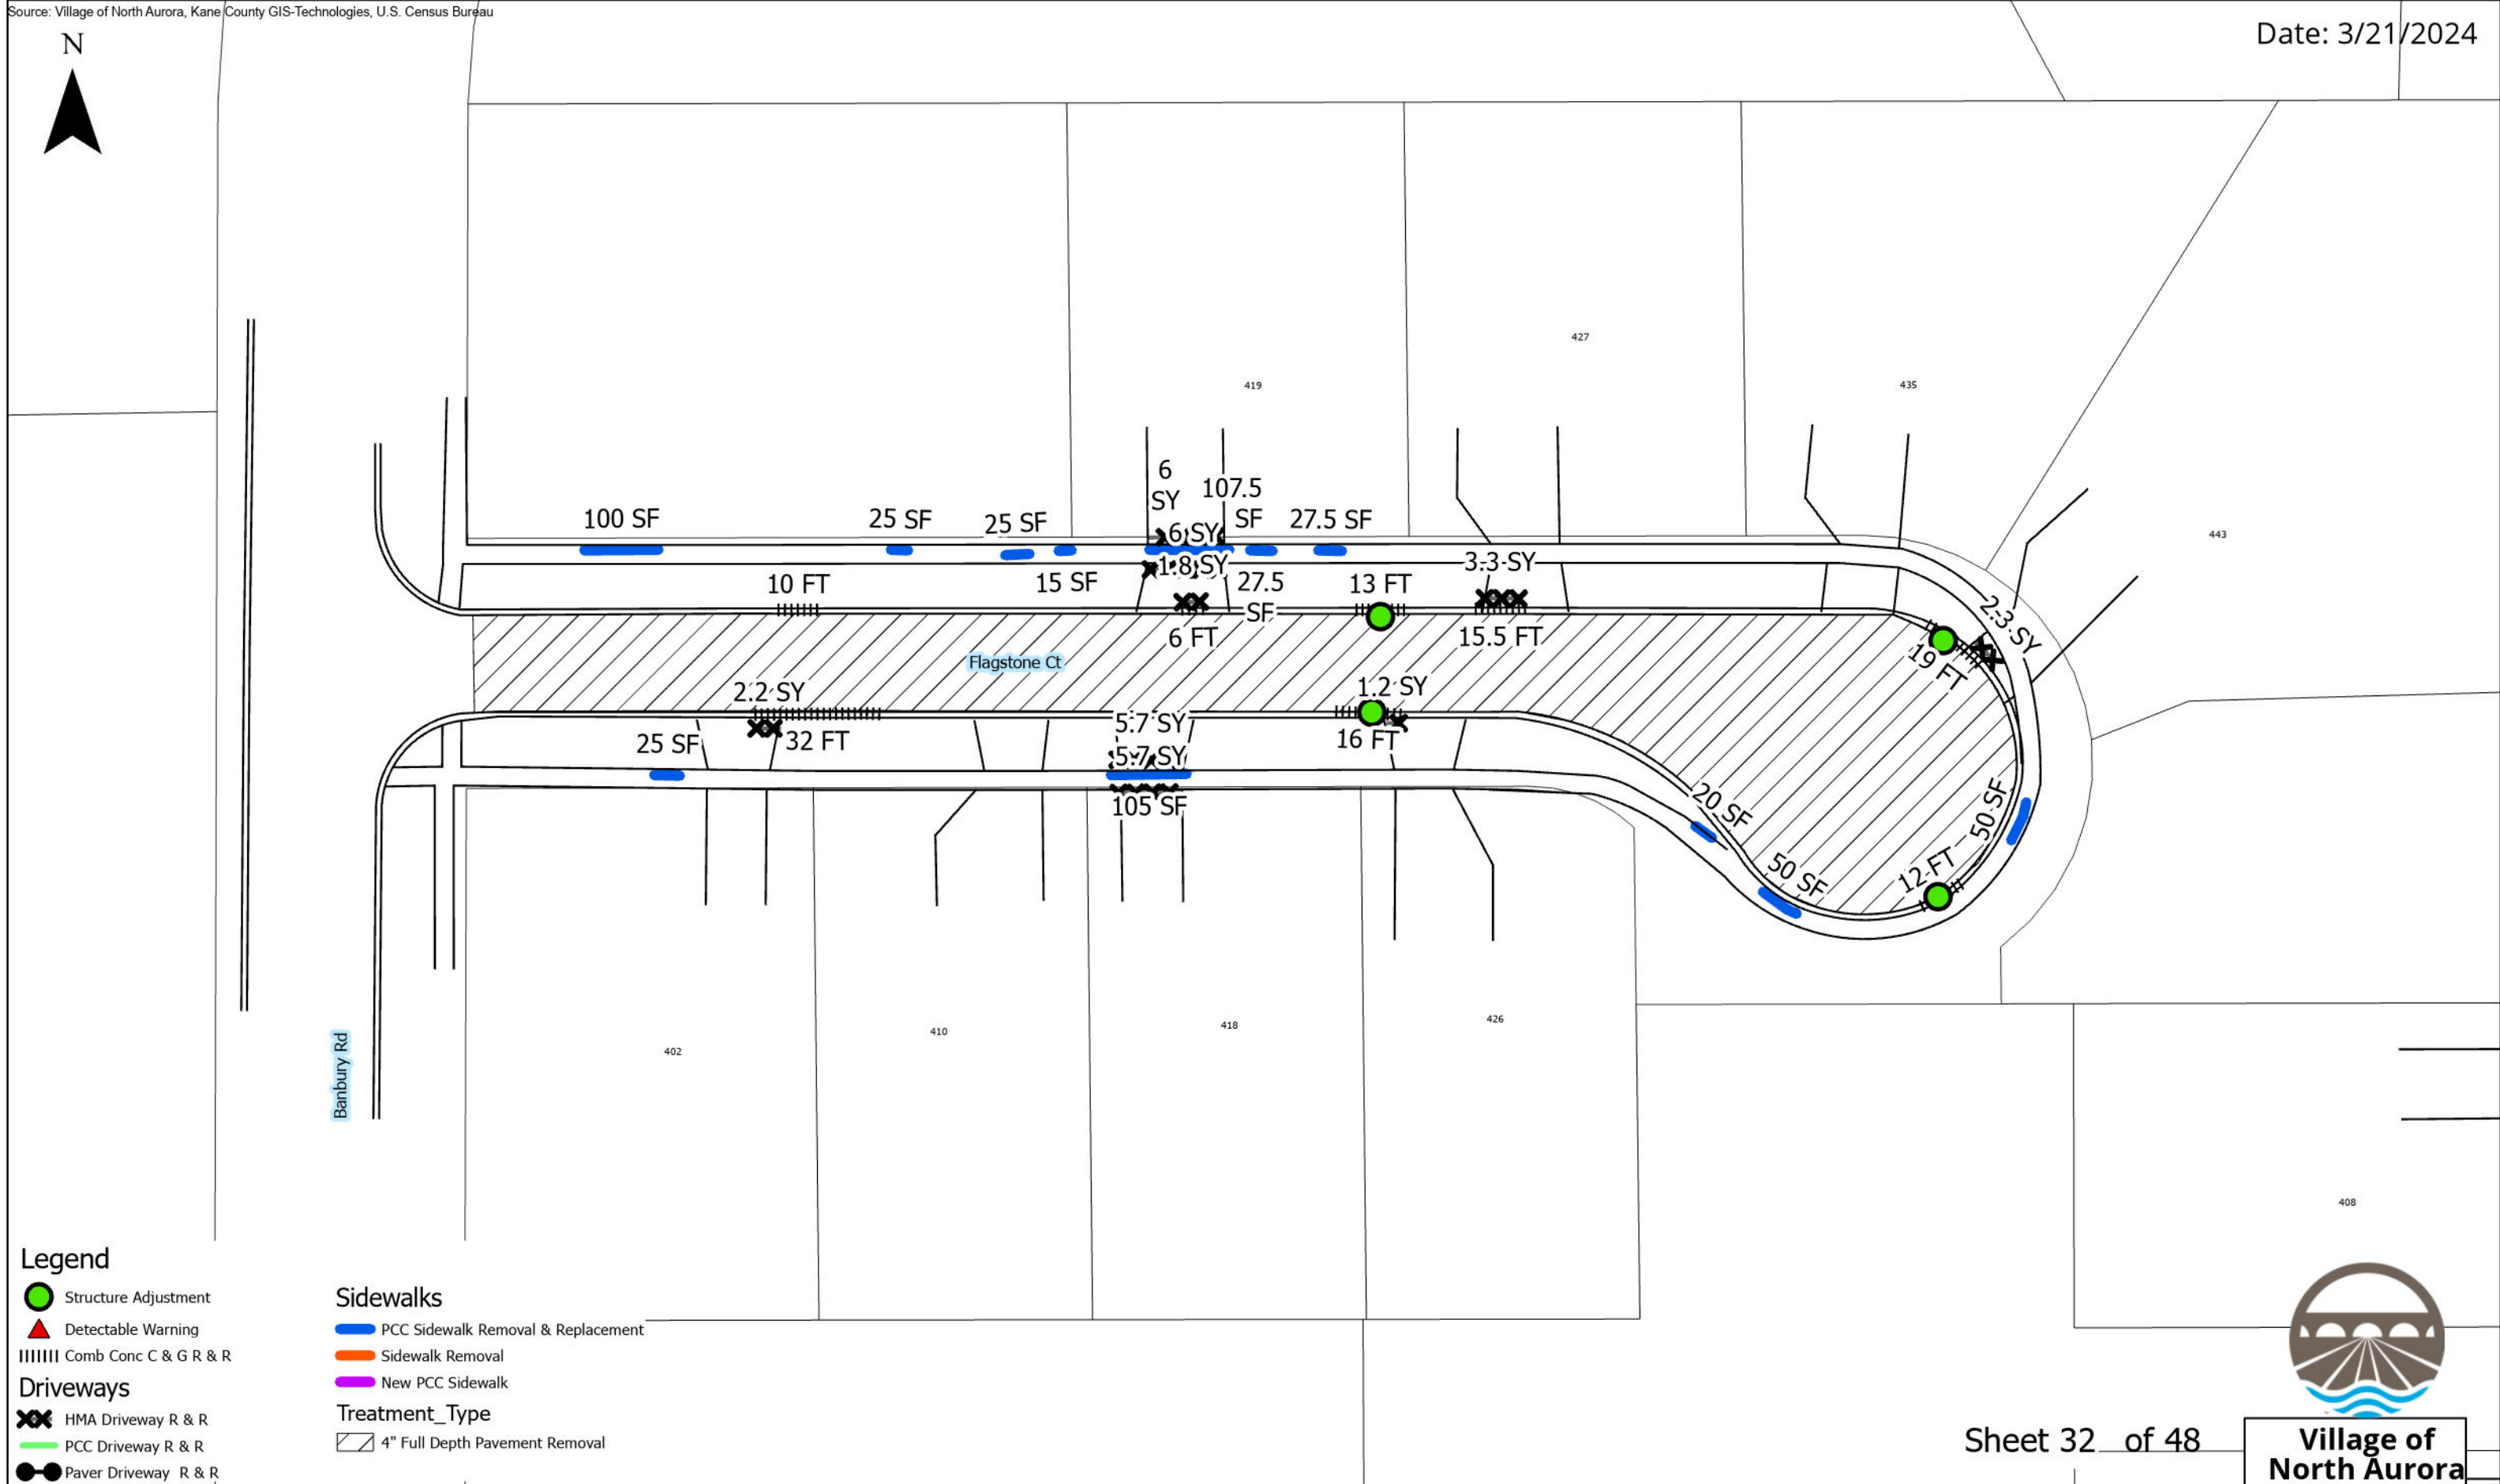 Source: Village of North Aurora, Kane County GIS-Technologies, U.S. Census Bureau
N
Date: 3/21/2024
427
419
435
443
6
SY
107.5
SF
100 SF
25 SF
25 SF
6 SY
27.5 SF
1.8 SY
3.3 SY
10 FT
15 SF
27.5
SF
13 FT
2.3 SY
6 FT
15.5 FT
19 FT
Flagstone Ct
2.2 SY
1.2 SY
5.7 SY
25 SF
32 FT
16 FT
5.7 SY
105 SF
20 SF
50 SF
50 SF
12 FT
402
410
418
426
Banbury Rd
408
Legend
Structure Adjustment
Detectable Warning
Comb Conc C & G R & R
Driveways
HMA Driveway R & R
PCC Driveway R & R
Paver Driveway R & R
Sidewalks
PCC Sidewalk Removal & Replacement
Sidewalk Removal
New PCC Sidewalk
Treatment_Type
4" Full Depth Pavement Removal
Sheet 32 of 48
Village of
North Aurora